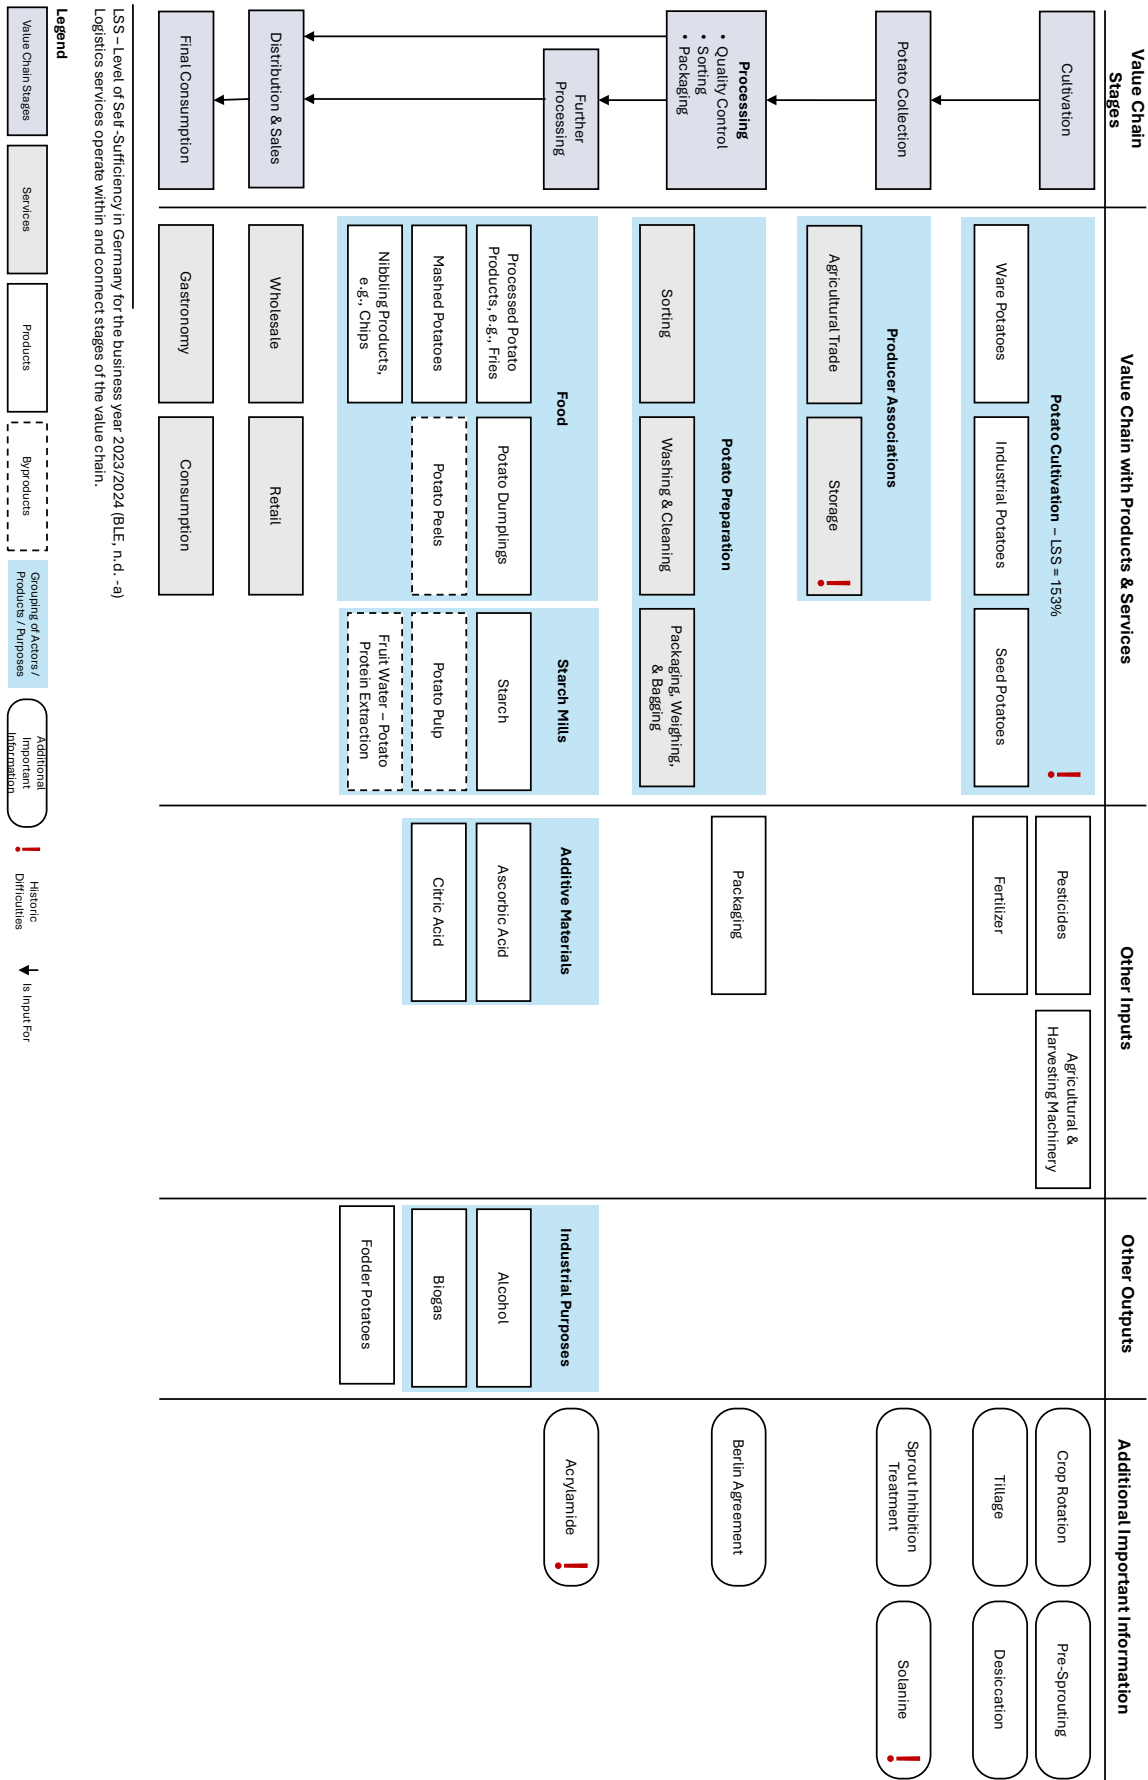 Value Chain
Stages
Value Chain with Products & Services
Other Inputs
Other Outputs
Additional Important Information
Cultivation
Potato Cultivation – LSS = 153%
Ware Potatoes
Industrial Potatoes
Seed Potatoes
Pesticides
Agricultural &
Harvesting Machinery
Fertilizer
Crop Rotation
Pre-Sprouting
Tillage
Desiccation
Potato Collection
Producer Associations
Agricultural Trade
Storage
Sprout Inhibition
Treatment
Solanine
Processing
• Quality Control
• Sorting
• Packaging
Potato Preparation
Sorting
Washing & Cleaning
Packaging, Weighing,
& Bagging
Packaging
Berlin Agreement
Further
Processing
Food
Processed Potato
Products, e.g., Fries
Potato Dumplings
Mashed Potatoes
Potato Peels
Nibbling Products,
e.g., Chips
Starch Mills
Starch
Potato Pulp
Fruit Water – Potato
Protein Extraction
Additive Materials
Ascorbic Acid
Citric Acid
Industrial Purposes
Alcohol
Biogas
Fodder Potatoes
Acrylamide
Distribution & Sales
Wholesale
Retail
Final Consumption
Gastronomy
Consumption
LSS – Level of Self -Sufficiency in Germany for the business year 2023/2024 (BLE, n.d. -a)
Logistics services operate within and connect stages of the value chain.
Legend
Value Chain Stages
Services
Products
Byproducts
Grouping of Actors /
Products / Purposes
Additional
Important
Information
Historic
Difficulties
Is Input For